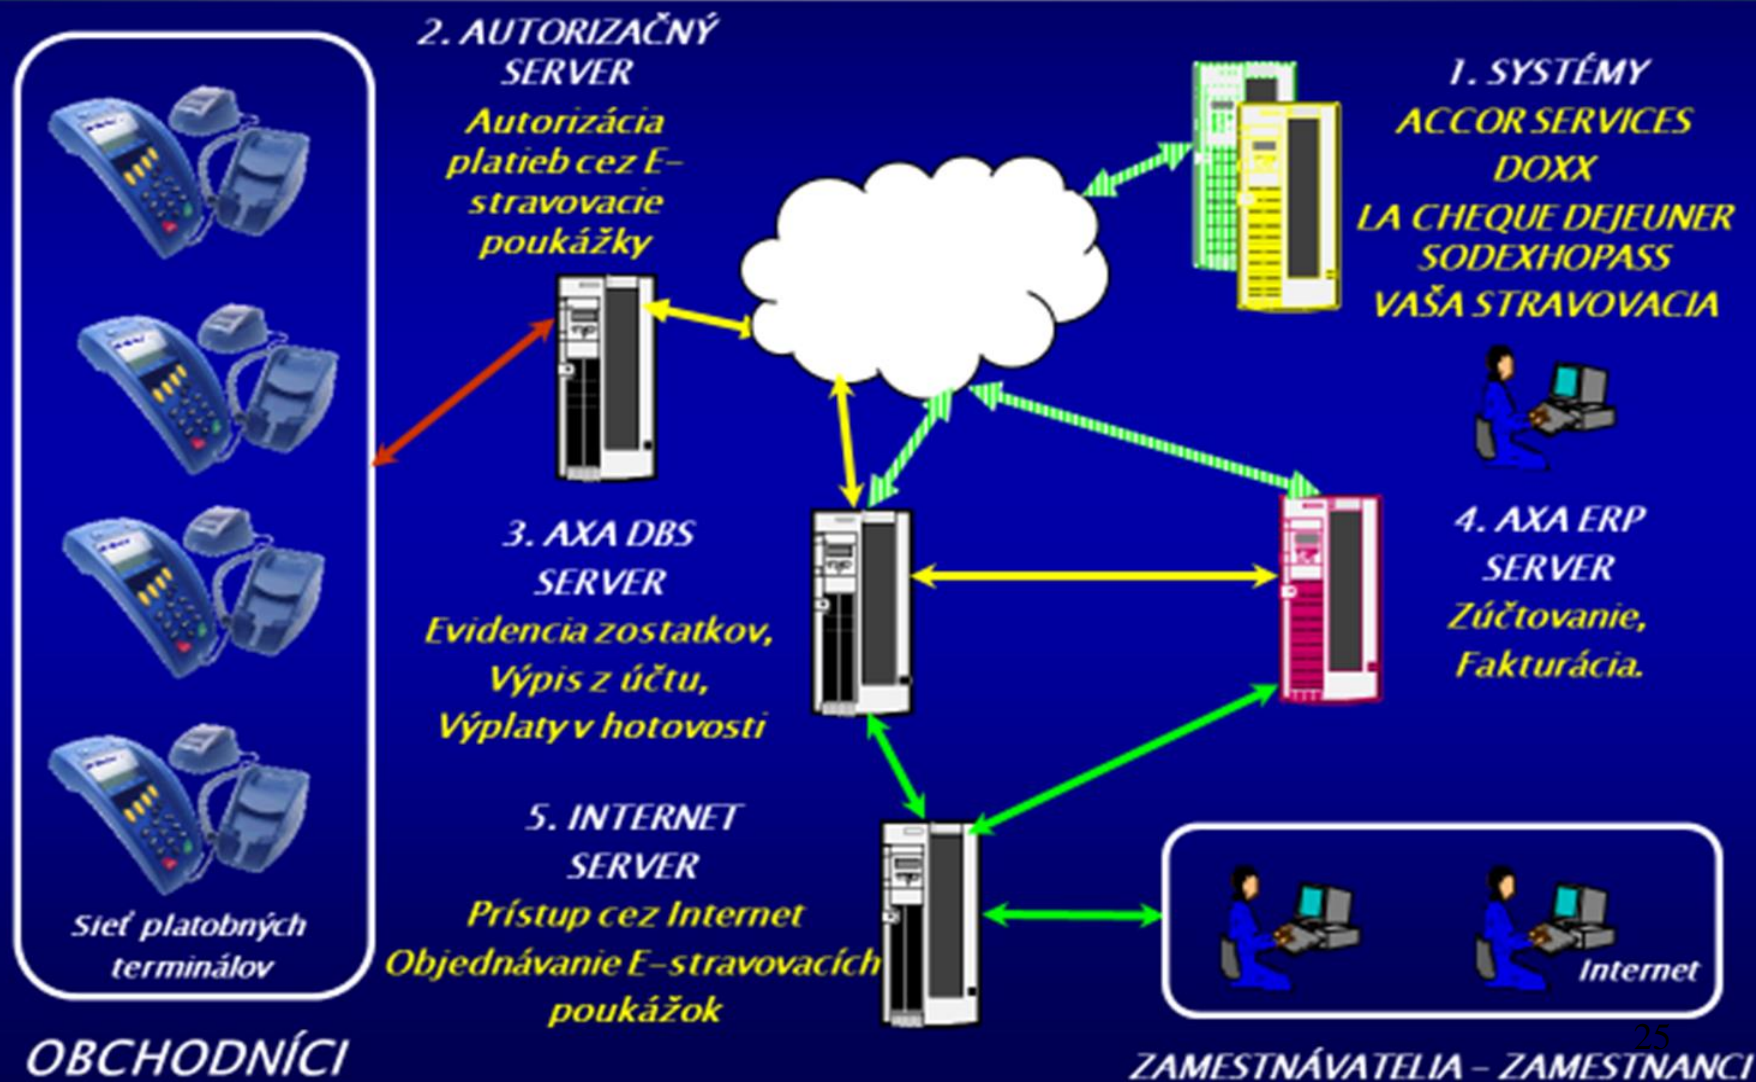 2. AUTORIZAČNÝ
SERVER
Autorizácia
platieb cez E-
stravovacie
poukážky
1. SYSTÉMY
ACCOR SERVICES
DOXX
LA CHEQUE DEJEUNER
SODEXHOPASS
VAŠA STRAVOVACIA
3. AXA DBS
SERVER
Evidencia zostatkov,
Výpis z účtu,
Výplaty v hotovosti
4. AXA ERP
SERVER
Zúčtovanie,
Fakturácia.
5. INTERNET
SERVER
Prístup cez Internet
Objednávanie E-stravovacích
poukážok
Sieť platobných
terminálov
Internet
OBCHODNÍCI
25
ZAMESTNÁVATELIA - ZAMESTNANCI